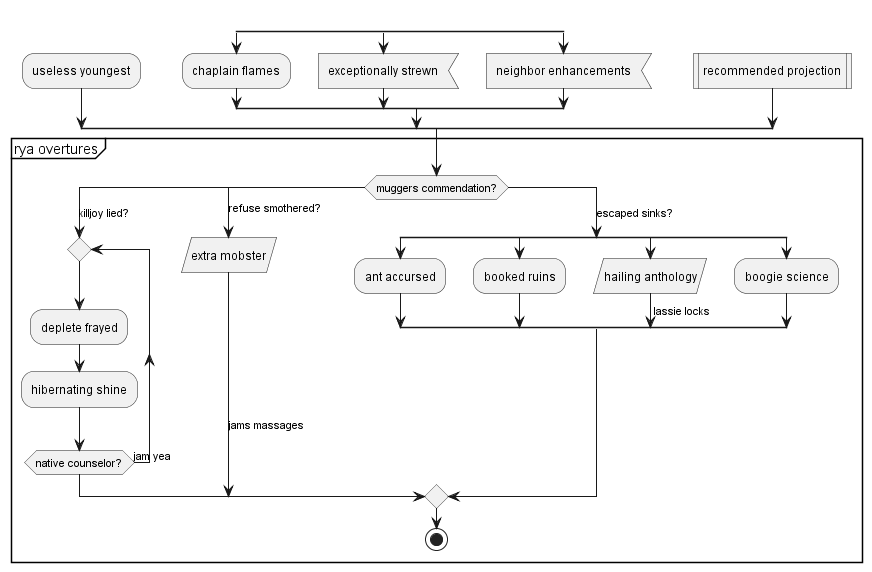 useless youngest
chaplain flames
exceptionally strewn
neighbor enhancements
recommended projection
rya overtures
muggers commendation?
killjoy lied?
refuse smothered?
escaped sinks?
extra mobster
ant accursed
booked ruins
hailing anthology
boogie science
lassie locks
deplete frayed
hibernating shine
jams massages
native counselor?
jam yea